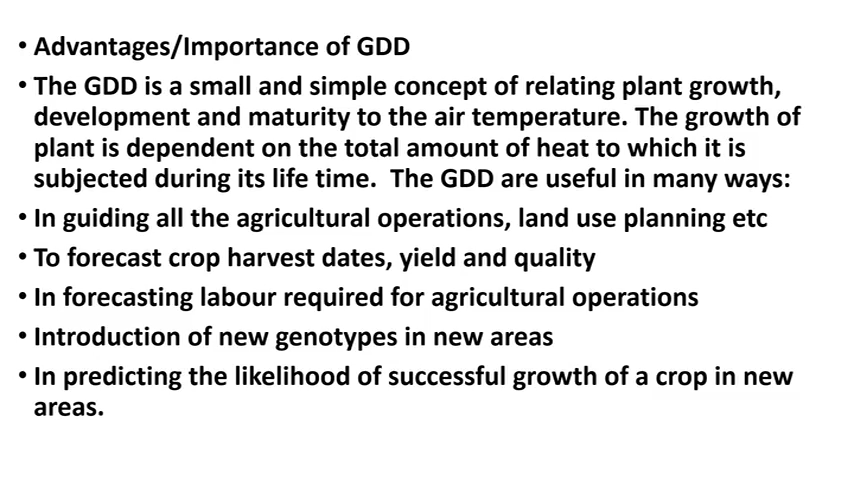 • Advantages/Importance of GDD
• The GDD is a small and simple concept of relating plant growth,
development and maturity to the air temperature. The growth of
plant is dependent on the total amount of heat to which it is
subjected during its life time.  The GDD are useful in many ways:
• In guiding all the agricultural operations, land use planning etc
• To forecast crop harvest dates, yield and quality
• In forecasting labour required for agricultural operations
• Introduction of new genotypes in new areas
• In predicting the likelihood of successful growth of a crop in new
areas.